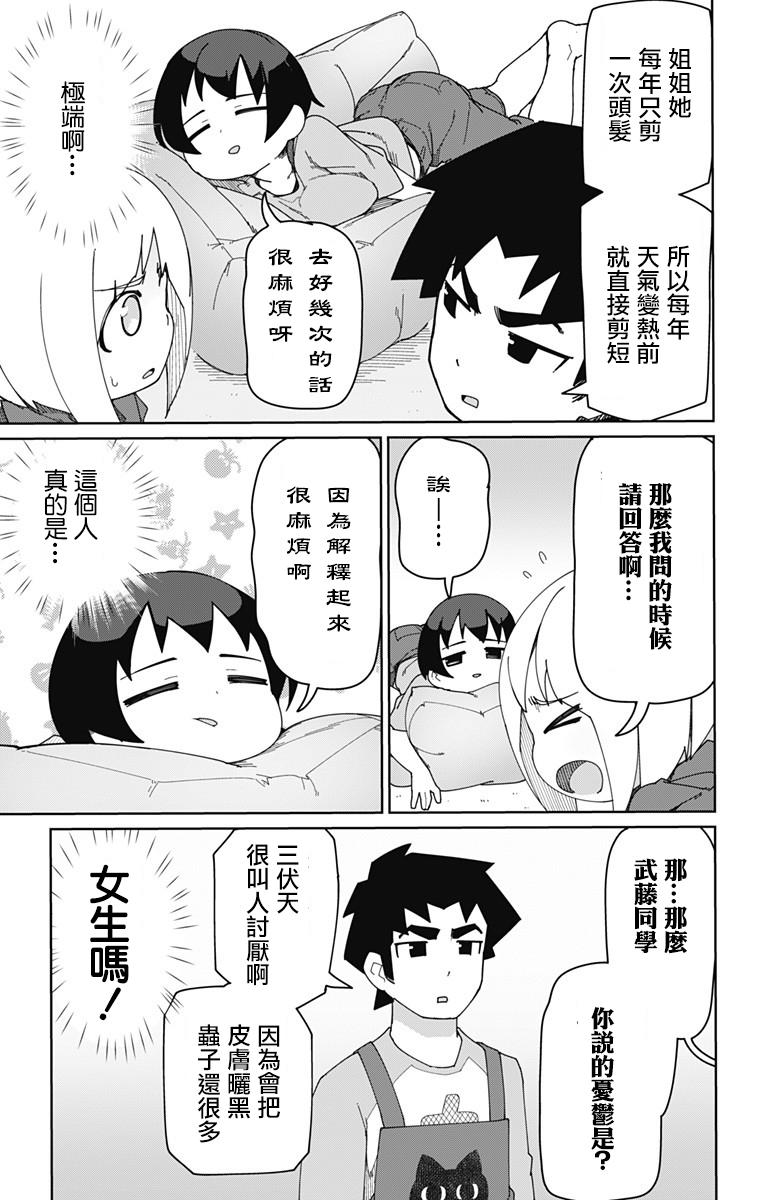 姐姐她
每年只剪
一次頭髮
所以每年
天氣變熱前
就直接剪短
去好幾次的話
很麻煩呀
極端啊…
那麼我問的時候
請回答啊…
誒—…
因為解釋起來
很麻煩啊
這個人
真的是…
那…那麼
武藤同學
你說的憂鬱是?
三伏天
很叫人討厭啊
因為會把
皮膚曬黑
蟲子還很多
女生嗎!